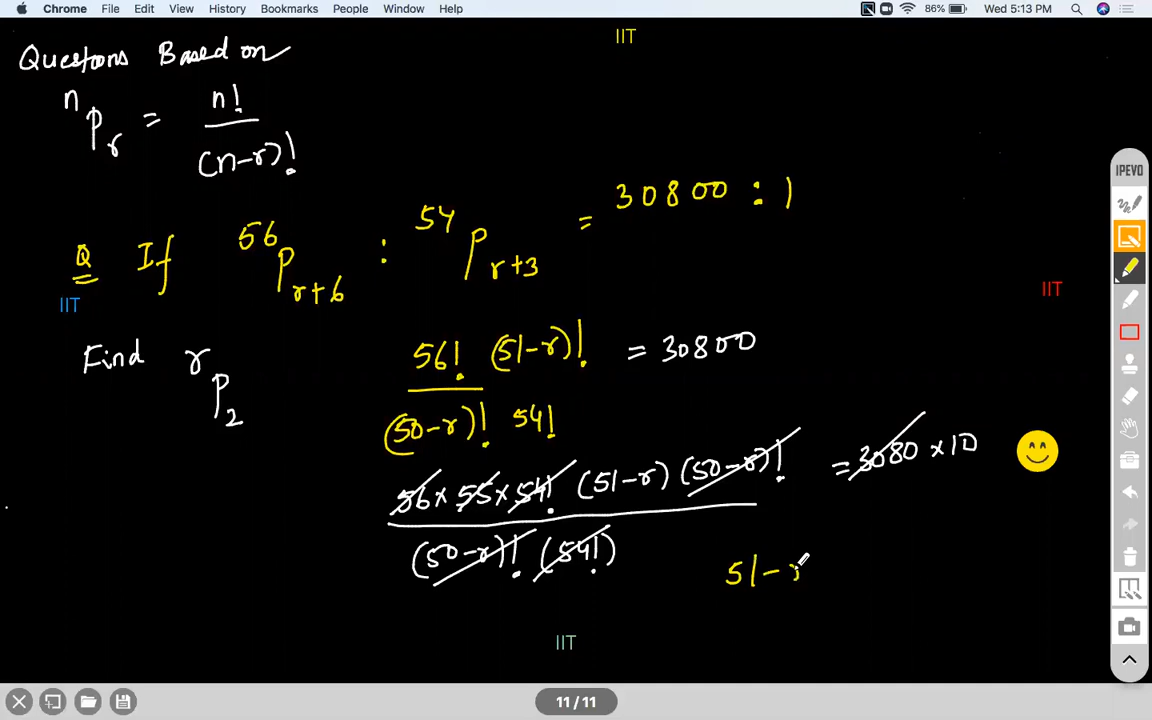 Chrome File Edit View History Bookmarks People Window Help 86% Wed 5:13 PM
IIT
Questoons Based on
nPr = n! / (n-r)!
IPEVO
Q If 56Pr+6 : 54Pr+3 = 30800 : 1
IIT
IIT
Find rP2
56! (51-r)! / (50-r)! 54! = 30800
56 x 55 x 54! (51-r) (50-r)! / (50-r)! (54!) = 3080 x 10
51-r
IIT
11 / 11